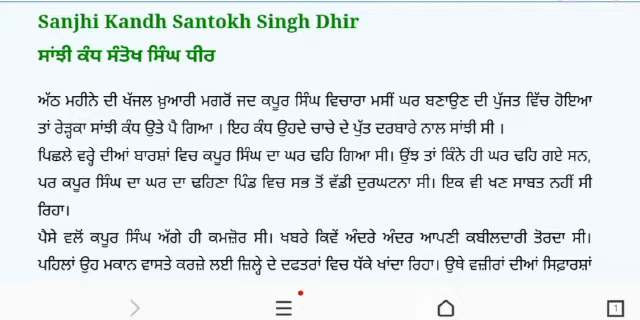 Sanjhi Kandh Santokh Singh Dhir
ਸਾਂਝੀ ਕੰਧ ਸੰਤੋਖ ਸਿੰਘ ਧੀਰ
ਅੱਠ ਮਹੀਨੇ ਦੀ ਖੱਜਲ ਖ਼ੁਆਰੀ ਮਗਰੋਂ ਜਦ ਕਪੂਰ ਸਿੰਘ ਵਿਚਾਰਾ ਮਸੀਂ ਘਰ ਬਣਾਉਣ ਦੀ ਪੁੱਜਤ ਵਿੱਚ ਹੋਇਆ
ਤਾਂ ਰੇੜ੍ਹਕਾ ਸਾਂਝੀ ਕੰਧ ਉਤੇ ਪੈ ਗਿਆ । ਇਹ ਕੰਧ ਉਹਦੇ ਚਾਚੇ ਦੇ ਪੁੱਤ ਦਰਬਾਰੇ ਨਾਲ ਸਾਂਝੀ ਸੀ ।
ਪਿਛਲੇ ਵਰ੍ਹੇ ਦੀਆਂ ਬਾਰਸ਼ਾਂ ਵਿਚ ਕਪੂਰ ਸਿੰਘ ਦਾ ਘਰ ਢਹਿ ਗਿਆ ਸੀ। ਉਂਝ ਤਾਂ ਕਿੰਨੇ ਹੀ ਘਰ ਢਹਿ ਗਏ ਸਨ,
ਪਰ ਕਪੂਰ ਸਿੰਘ ਦਾ ਘਰ ਦਾ ਢਹਿਣਾ ਪਿੰਡ ਵਿਚ ਸਭ ਤੋਂ ਵੱਡੀ ਦੁਰਘਟਨਾ ਸੀ। ਇਕ ਵੀ ਖਣ ਸਾਬਤ ਨਹੀਂ ਸੀ
ਰਿਹਾ।
ਪੈਸੇ ਵਲੋਂ ਕਪੂਰ ਸਿੰਘ ਅੱਗੇ ਹੀ ਕਮਜ਼ੋਰ ਸੀ। ਖਬਰੇ ਕਿਵੇਂ ਅੰਦਰੇ ਅੰਦਰ ਆਪਣੀ ਕਬੀਲਦਾਰੀ ਤੋਰਦਾ ਸੀ।
ਪਹਿਲਾਂ ਉਹ ਮਕਾਨ ਵਾਸਤੇ ਕਰਜ਼ੇ ਲਈ ਜ਼ਿਲ੍ਹੇ ਦੇ ਦਫਤਰਾਂ ਵਿਚ ਧੱਕੇ ਖਾਂਦਾ ਰਿਹਾ। ਉਥੇ ਵਜ਼ੀਰਾਂ ਦੀਆਂ ਸਿਫ਼ਾਰਸ਼ਾਂ
1